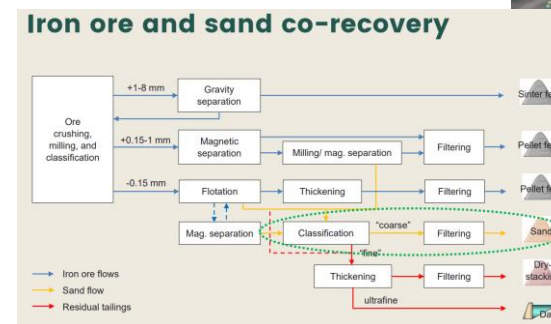 Iron ore and sand co-recovery
+1-8 mm
Gravity
separation
Sinter fe
Ore
crushing,
milling, and
classification
+0.15-1 mm
Magnetic
separation
Milling/ mag. separation
Filtering
Pellet fe
-0.15 mm
Flotation
Thickening
Filtering
Pellet fe
Mag. separation
Classification
"coarse"
Filtering
Sand
"fine"
Iron ore flows
Sand flow
Residual tailings
Thickening
Filtering
Dry-
stackin
ultrafine
Da